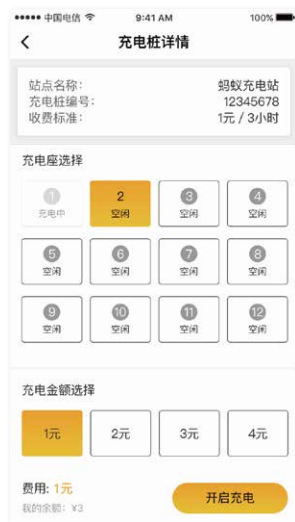 中国电信 9:41 AM 100%
充电桩详情
站点名称: 蚂蚁充电站
充电桩编号: 12345678
收费标准: 1元 / 3小时
充电座选择
1 2 3 4
充电中 空闲 空闲 空闲
5 6 7 8
空闲 空闲 空闲 空闲
9 10 11 12
空闲 空闲 空闲 空闲
充电金额选择
1元 2元 3元 4元
费用: 1元
我的余额: ¥3
开启充电